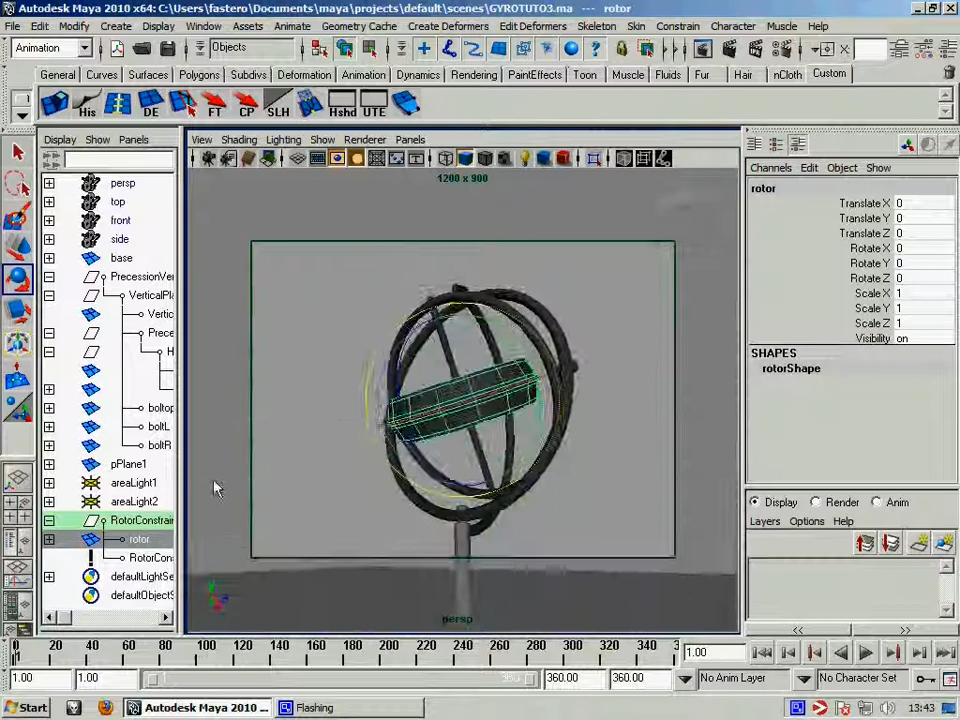 Autodesk Maya 2010 x64: C:\Users\fastero\Documents\maya\projects\default\scenes\GYROTUTO3.ma --- rotor
File Edit Modify Create Display Window Assets Animate Geometry Cache Create Deformers Edit Deformers Skeleton Skin Constrain Character Muscle Help
Animation Objects
General Curves Surfaces Polygons Subdivs Deformation Animation Dynamics Rendering PaintEffects Toon Muscle Fluids Fur Hair nCloth Custom
His DE FT CP SLH Hshd UTE
Display Show Panels View Shading Lighting Show Renderer Panels Channels Edit Object Show
1200 x 900
persp
top
front
side
base
PrecessionVer
VerticalPla
Vertic
Prece
H
boltop
boltL
boltR
pPlane1
areaLight1
areaLight2
RotorConstrain
rotor
RotorCon
defaultLightSe
defaultObjectS
persp
rotor
Translate X 0
Translate Y 0
Translate Z 0
Rotate X 0
Rotate Y 0
Rotate Z 0
Scale X 1
Scale Y 1
Scale Z 1
Visibility on
SHAPES
rotorShape
Display Render Anim
Layers Options Help
0 20 40 60 80 100 120 140 160 180 200 220 240 260 280 300 320 340 36 1.00
1.00 1.00 360 360.00 360.00 No Anim Layer No Character Set
Start Autodesk Maya 2010 ... Flashing 13:43